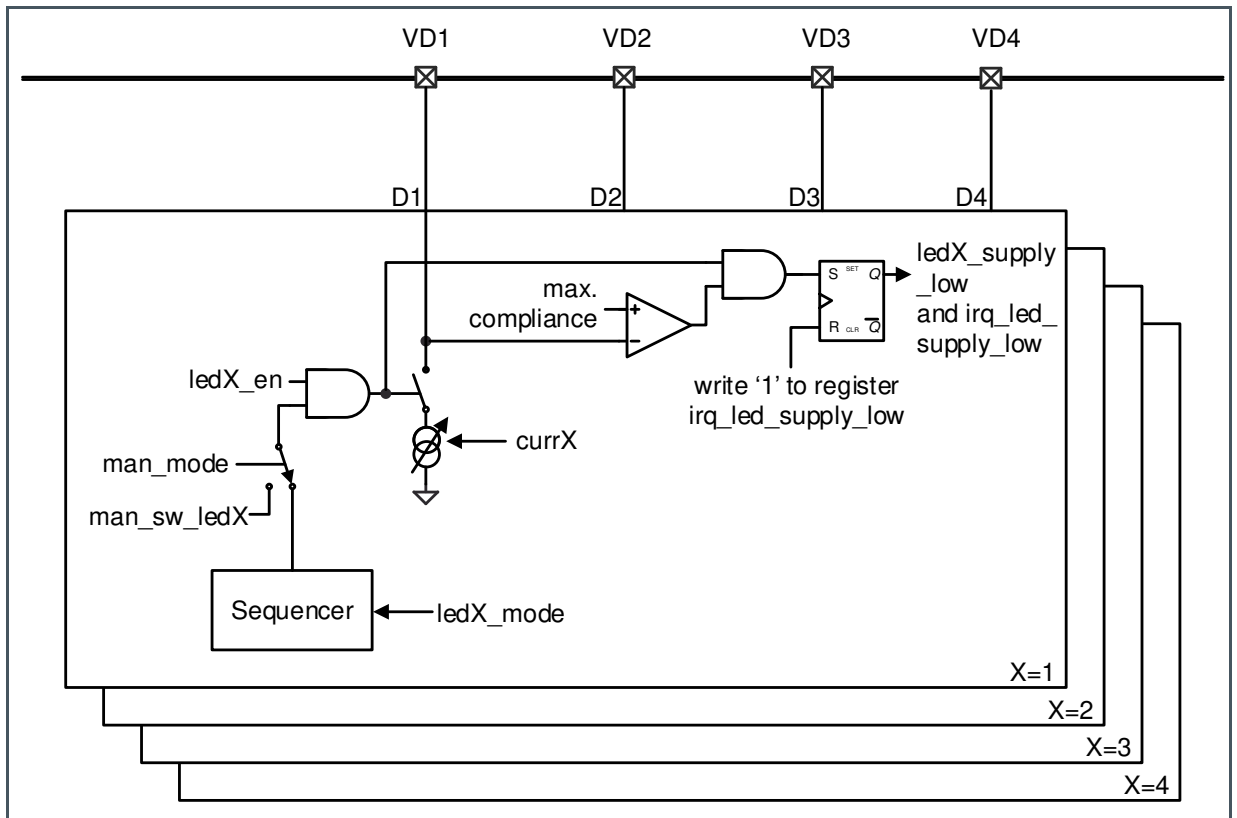 VD1
VD2
VD3
VD4
D1
D2
D3
D4
max.
compliance
+
-
S SET Q
R CLR Q
ledX_supply
_low
and irq_led_
supply_low
write ‘1’ to register
irq_led_supply_low
ledX_en
currX
man_mode
man_sw_ledX
Sequencer
ledX_mode
X=1
X=2
X=3
X=4